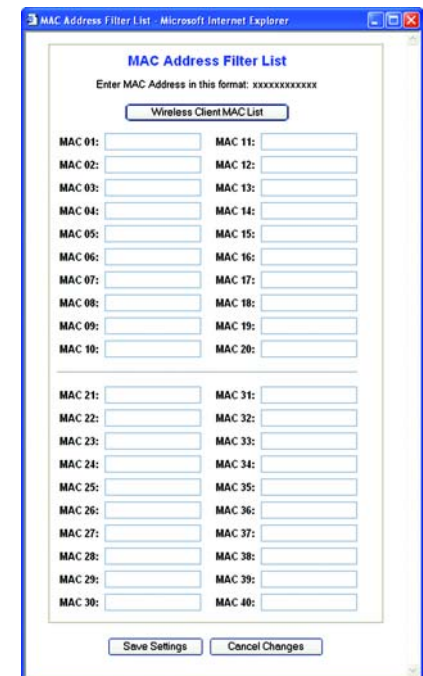 MAC Address Filter List - Microsoft Internet Explorer
MAC Address Filter List
Enter MAC Address in this format: xxxxxxxxxxxx
Wireless Client MAC List
MAC 01: MAC 11:
MAC 02: MAC 12:
MAC 03: MAC 13:
MAC 04: MAC 14:
MAC 05: MAC 15:
MAC 06: MAC 16:
MAC 07: MAC 17:
MAC 08: MAC 18:
MAC 09: MAC 19:
MAC 10: MAC 20:
MAC 21: MAC 31:
MAC 22: MAC 32:
MAC 23: MAC 33:
MAC 24: MAC 34:
MAC 25: MAC 35:
MAC 26: MAC 36:
MAC 27: MAC 37:
MAC 28: MAC 38:
MAC 29: MAC 39:
MAC 30: MAC 40:
Save Settings Cancel Changes